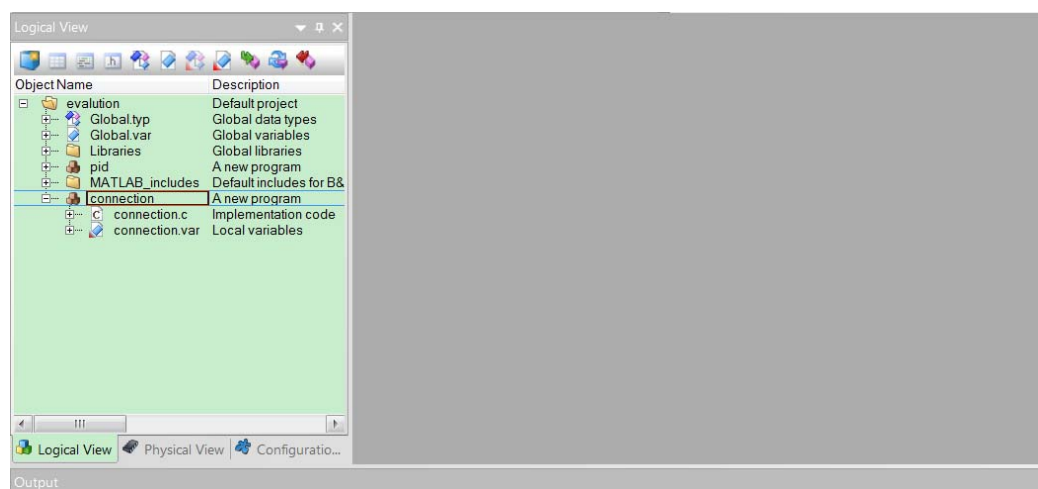 Logical View
Object Name Description
evalution Default project
Global.typ Global data types
Global.var Global variables
Libraries Global libraries
pid A new program
MATLAB_includes Default includes for B&
connection A new program
connection.c Implementation code
connection.var Local variables
Logical View Physical View Configuratio...
Output